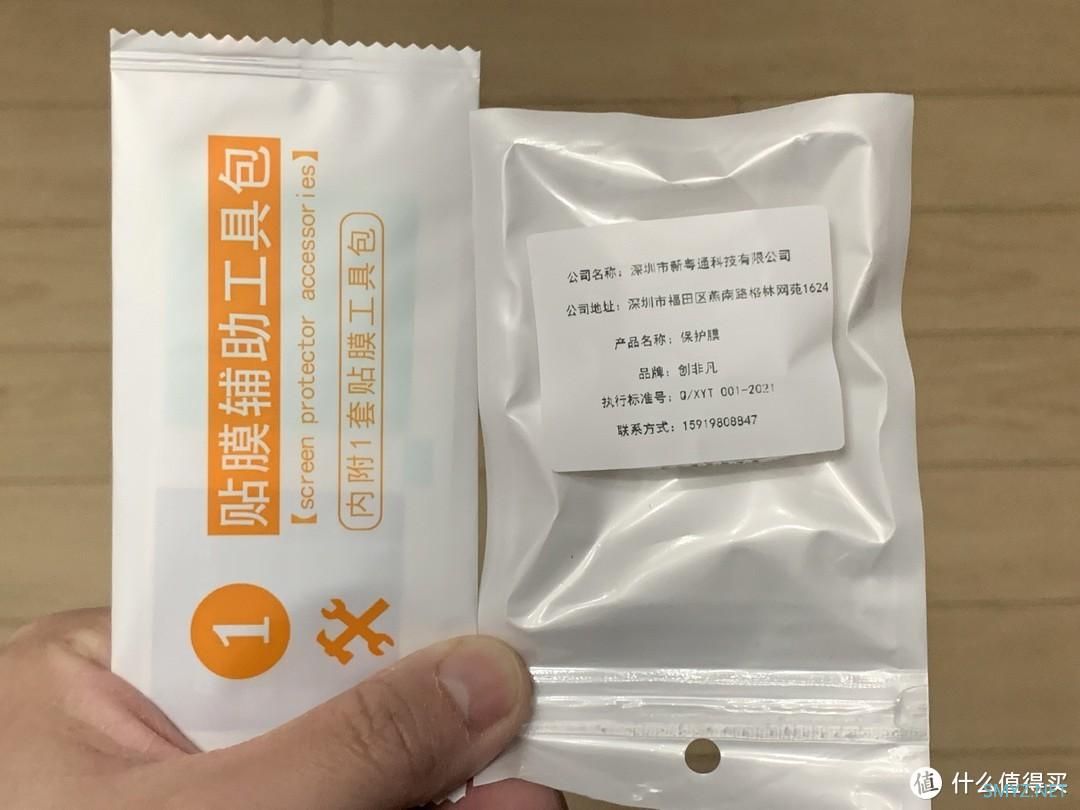 贴膜辅助工具包
【screen protector accessories】
内附1套贴膜工具包
1
公司名称：深圳市新粤通科技有限公司
公司地址：深圳市福田区燕南路格林网苑1624
产品名称：保护膜
品牌：创非凡
执行标准号：Q/XYT 001-2021
联系方式：15919808847
值 什么值得买
SMYZ.NET